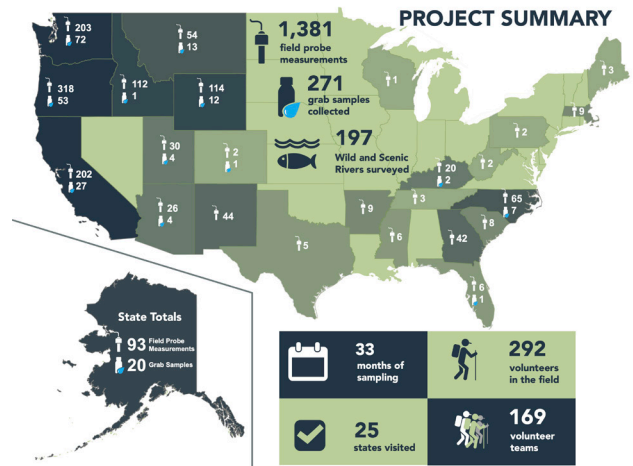 PROJECT SUMMARY
1,381
field probe
measurements
271
grab samples
collected
197
Wild and Scenic
Rivers surveyed
203
72
54
13
318
53
112
1
114
12
202
27
30
4
2
1
26
4
44
5
9
6
1
3
9
2
2
20
2
3
65
7
8
42
6
1
State Totals
93 Field Probe
Measurements
20 Grab Samples
33
months of
sampling
292
volunteers
in the field
25
states visited
169
volunteer
teams